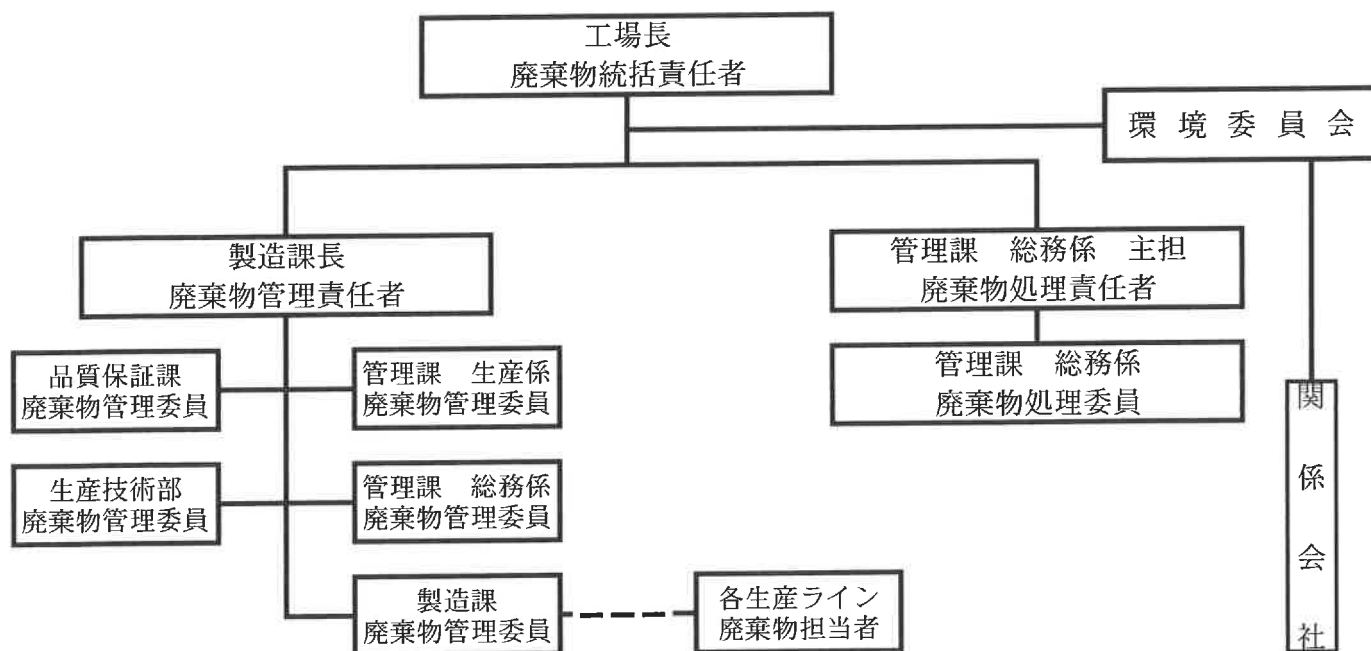 工場長
廃棄物統括責任者
環境委員会
製造課長
廃棄物管理責任者
管理課　総務係　主担
廃棄物処理責任者
管理課　総務係
廃棄物処理委員
品質保証課
廃棄物管理委員
管理課　生産係
廃棄物管理委員
生産技術部
廃棄物管理委員
管理課　総務係
廃棄物管理委員
製造課
廃棄物管理委員
各生産ライン
廃棄物担当者
関係会社